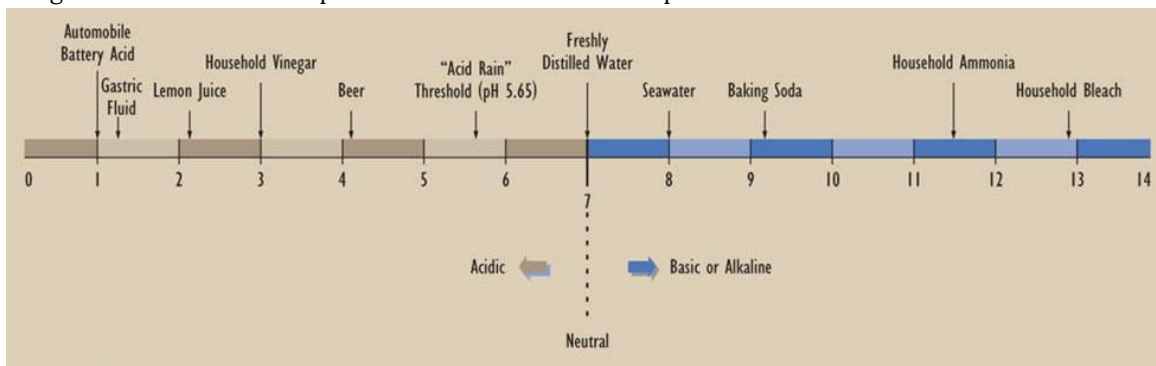 Automobile
Battery Acid
Gastric
Fluid
Lemon Juice
Household Vinegar
Beer
“Acid Rain”
Threshold (pH 5.65)
Freshly
Distilled Water
Seawater
Baking Soda
Household Ammonia
Household Bleach
0 1 2 3 4 5 6 7 8 9 10 11 12 13 14
Acidic
Basic or Alkaline
Neutral